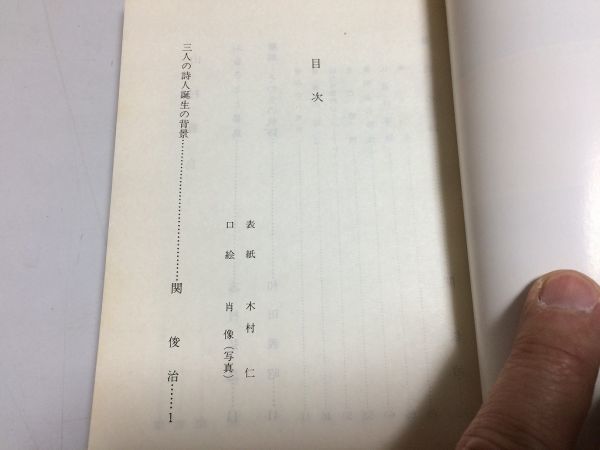 目次
表紙 木村仁
口絵 肖像(写真)
三人の詩人誕生の背景……………………………関俊治……1